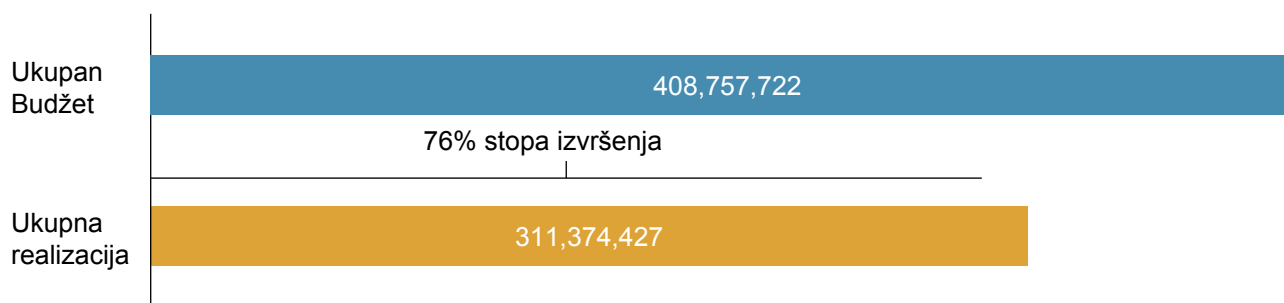 Ukupan
Budžet
408,757,722
76% stopa izvršenja
Ukupna
realizacija
311,374,427